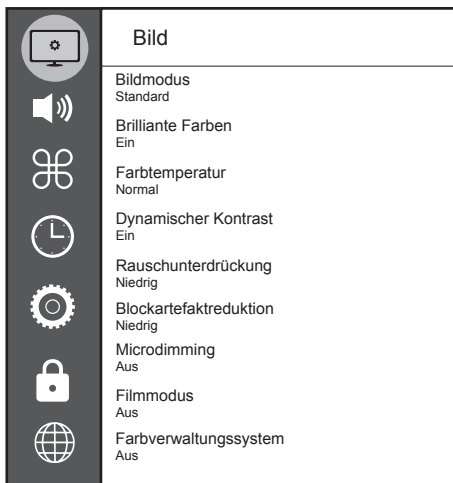 Bild
Bildmodus
Standard
Brilliante Farben
Ein
Farbtemperatur
Normal
Dynamischer Kontrast
Ein
Rauschunterdrückung
Niedrig
Blockartefaktreduktion
Niedrig
Microdimming
Aus
Filmmodus
Aus
Farbverwaltungssystem
Aus